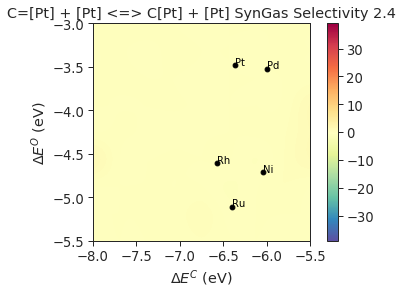 C=[Pt] + [Pt] <=> C[Pt] + [Pt] SynGas Selectivity 2.4
−3.0
−3.5
−4.0
−4.5
−5.0
−5.5
ΔE^O (eV)
Pt
Pd
Rh
Ni
Ru
−8.0 −7.5 −7.0 −6.5 −6.0 −5.5
ΔE^C (eV)
30
20
10
0
−10
−20
−30